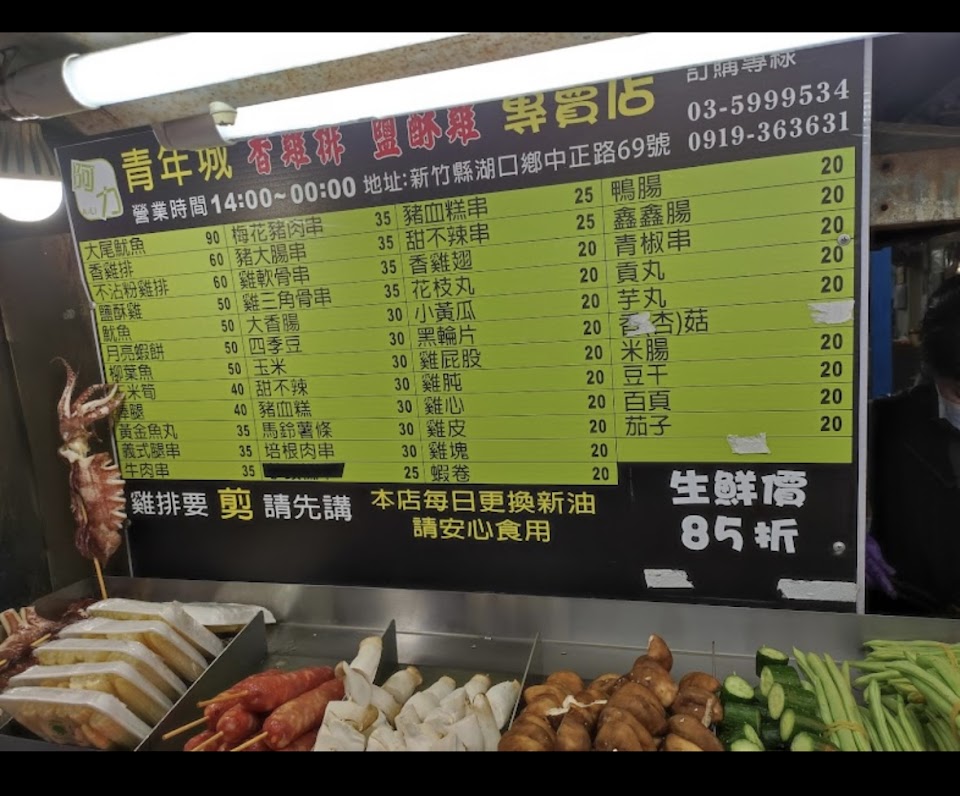 訂購專線
03-5999534
0919-363631
阿力
青年城 香雞排 鹽酥雞 專賣店
營業時間14:00~00:00 地址:新竹縣湖口鄉中正路69號
大尾魷魚 90
香雞排 60
不沾粉雞排 60
鹽酥雞 50
魷魚 50
月亮蝦餅 50
柳葉魚 50
米筍 40
棒腿 40
黃金魚丸 35
義式腿串 35
牛肉串 35
梅花豬肉串 35
豬大腸串 35
雞軟骨串 35
雞三角骨串 35
大香腸 30
四季豆 30
玉米 30
甜不辣 30
豬血糕 30
馬鈴薯條 30
培根肉串 30
25
豬血糕串 25
甜不辣串 25
香雞翅 20
花枝丸 20
小黃瓜 20
黑輪片 20
雞屁股 20
雞肫 20
雞心 20
雞皮 20
雞塊 20
蝦卷 20
鴨腸 20
鑫鑫腸 20
青椒串 20
貢丸 20
芋丸 20
香(杏)菇
米腸 20
豆干 20
百頁 20
茄子 20
雞排要 剪 請先講
本店每日更換新油
請安心食用
生鮮價
85折